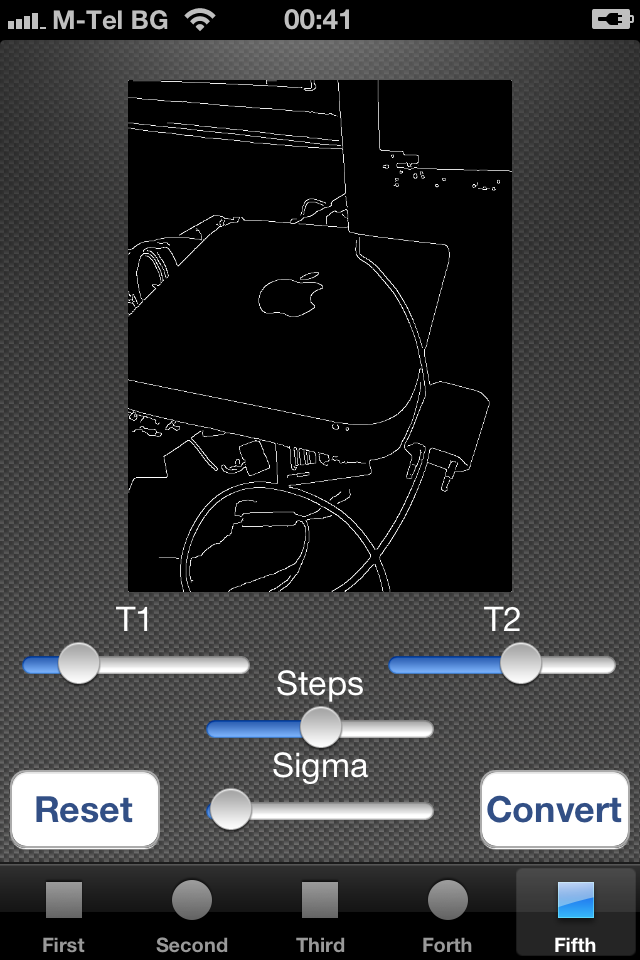 M-Tel BG 00:41
T1 T2
Steps
Sigma
Reset Convert
First Second Third Forth Fifth